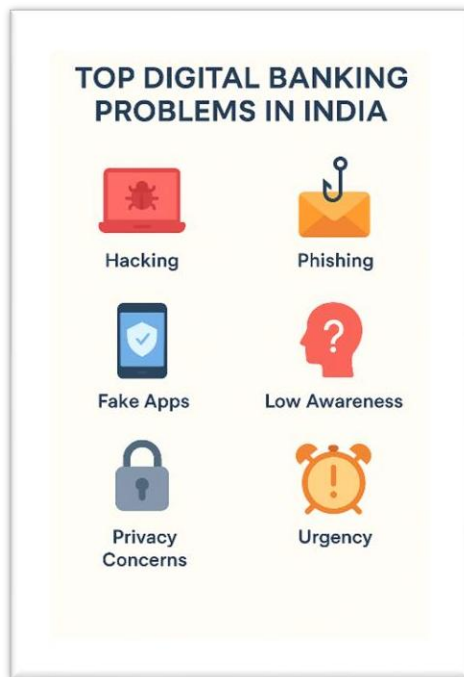 TOP DIGITAL BANKING
PROBLEMS IN INDIA
Hacking
Phishing
Fake Apps
Low Awareness
Privacy
Concerns
Urgency